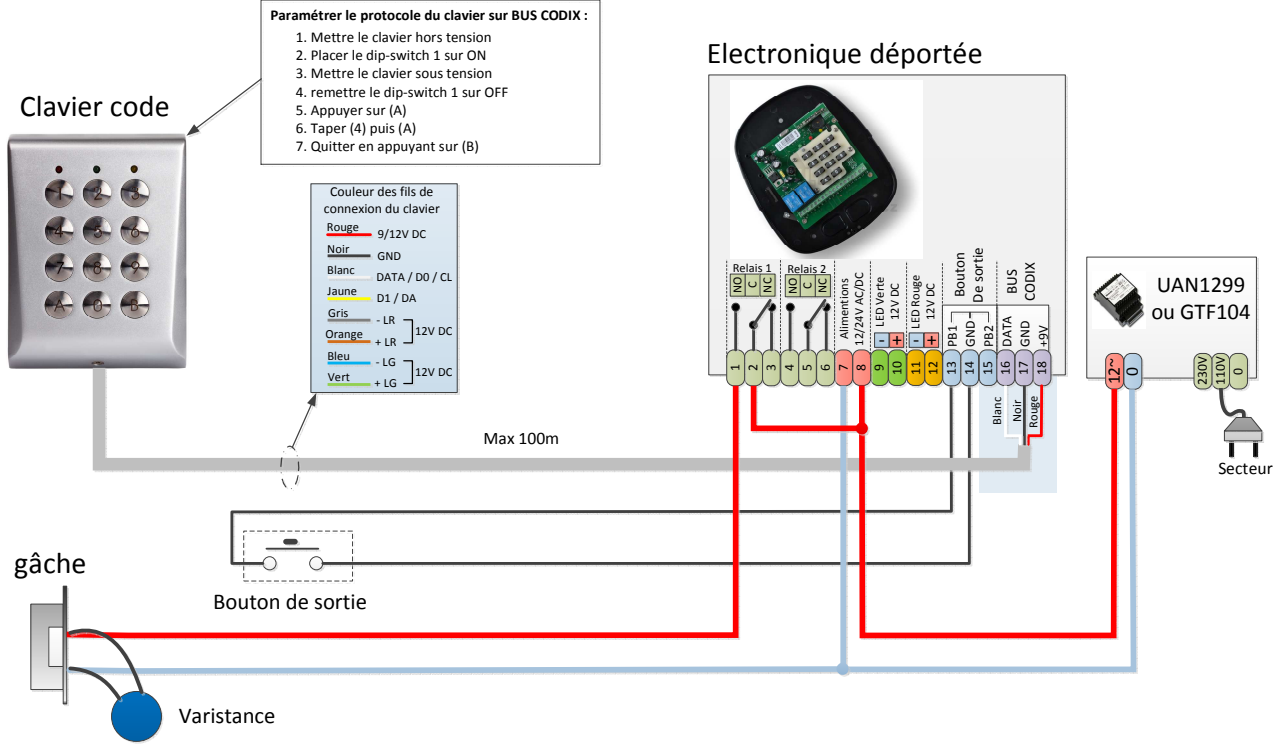 Paramétrer le protocole du clavier sur BUS CODIX :
1. Mettre le clavier hors tension
2. Placer le dip-switch 1 sur ON
3. Mettre le clavier sous tension
4. remettre le dip-switch 1 sur OFF
5. Appuyer sur (A)
6. Taper (4) puis (A)
7. Quitter en appuyant sur (B)
Clavier code
1 2 3
4 5 6
7 8 9
A 0 B
Couleur des fils de
connexion du clavier
Rouge 9/12V DC
Noir GND
Blanc DATA / D0 / CL
Jaune D1 / DA
Gris - LR
Orange + LR
12V DC
Bleu - LG
Vert + LG
12V DC
Electronique déportée
Relais 1
NO C NC
Relais 2
NO C NC
Alimentions
12/24V AC/DC
LED Verte
12V DC
- +
LED Rouge
12V DC
- +
Bouton
De sortie
PB1
GND
PB2
BUS
CODIX
DATA
GND
+9V
1 2 3 4 5 6 7 8 9 10 11 12 13 14 15 16 17 18
Blanc
Noir
Rouge
UAN1299
ou GTF104
12~ 0
230V 110V 0
Secteur
Max 100m
Bouton de sortie
gâche
Varistance